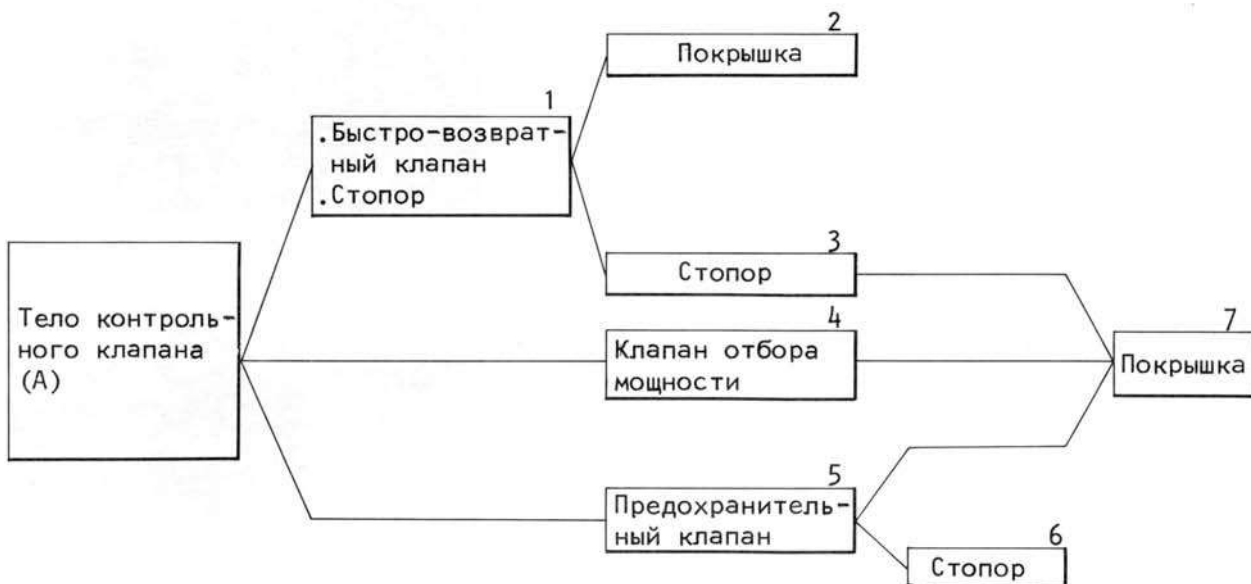 2
Покрышка
1
.Быстро-возврат-
ный клапан
.Стопор
3
Стопор
Тело контроль-
ного клапана
(А)
4
Клапан отбора
мощности
7
Покрышка
5
Предохранитель-
ный клапан
6
Стопор